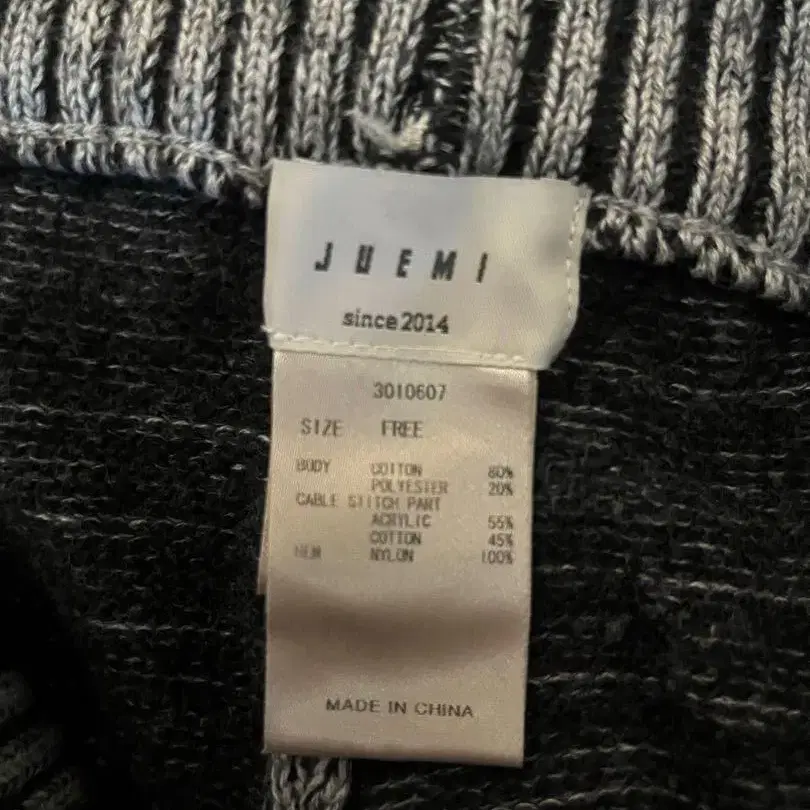 JUEMI
since 2014
3010607
SIZE FREE
BODY COTTON 80%
POLYESTER 20%
CABLE STITCH PART
ACRYLIC 55%
COTTON 45%
HEM NYLON 100%
MADE IN CHINA